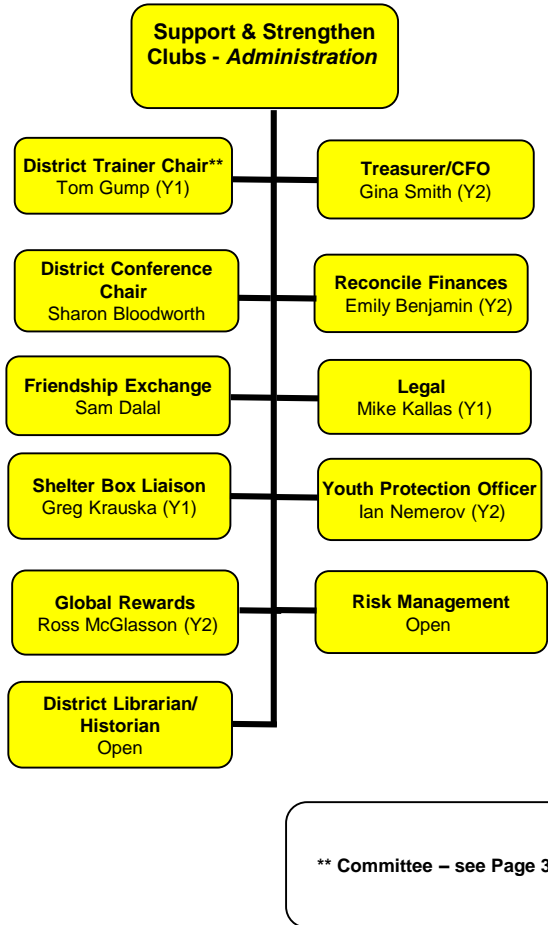 Support & Strengthen
Clubs - Administration
District Trainer Chair**
Tom Gump (Y1)
Treasurer/CFO
Gina Smith (Y2)
District Conference
Chair
Sharon Bloodworth
Reconcile Finances
Emily Benjamin (Y2)
Friendship Exchange
Sam Dalal
Legal
Mike Kallas (Y1)
Shelter Box Liaison
Greg Krauska (Y1)
Youth Protection Officer
Ian Nemerov (Y2)
Global Rewards
Ross McGlasson (Y2)
Risk Management
Open
District Librarian/
Historian
Open
** Committee – see Page 3